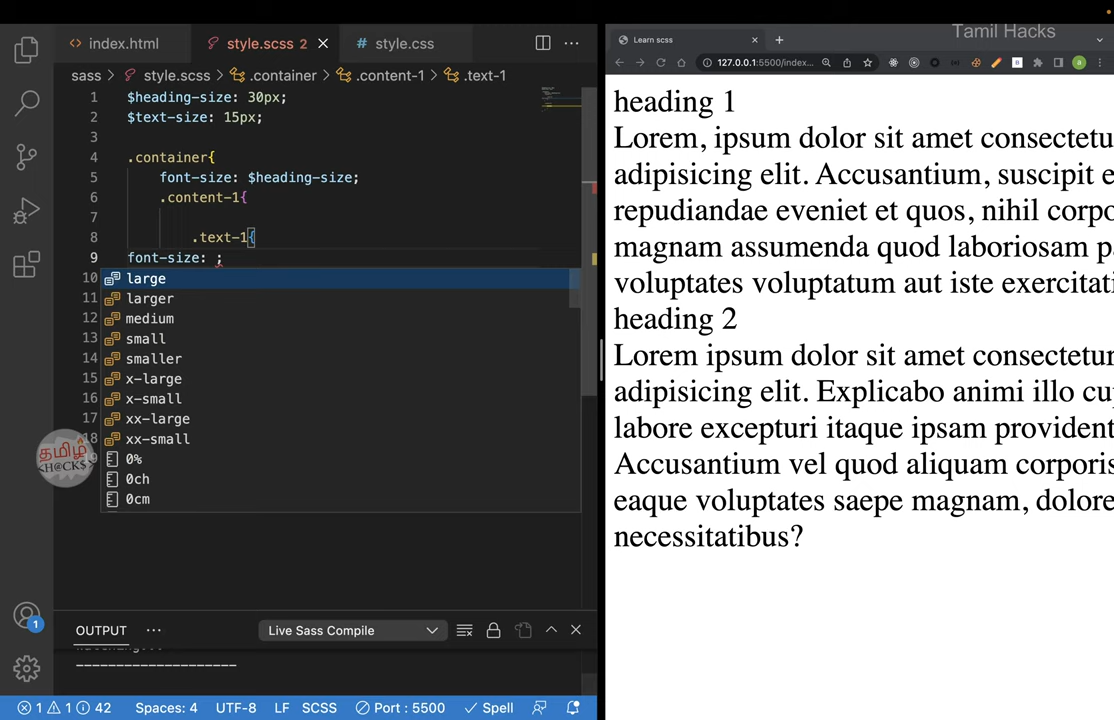 Tamil Hacks
index.html
style.scss 2
style.css
sass > style.scss > .container > .content-1 > .text-1
1 $heading-size: 30px;
2 $text-size: 15px;
3
4 .container{
5 font-size: $heading-size;
6 .content-1{
7
8 .text-1{
9 font-size: ;
10 large
11 larger
12 medium
13 small
14 smaller
15 x-large
16 x-small
17 xx-large
18 xx-small
0%
0ch
0cm
தமிழ்
<H@CK$>
1
OUTPUT
Live Sass Compile
--------------------
1 1 42
Spaces: 4
UTF-8
LF
SCSS
Port : 5500
Spell
Learn scss
127.0.0.1:5500/index...
heading 1
Lorem, ipsum dolor sit amet consectetu
adipisicing elit. Accusantium, suscipit e
repudiandae eveniet et quos, nihil corpo
magnam assumenda quod laboriosam pa
voluptates voluptatum aut iste exercitati
heading 2
Lorem ipsum dolor sit amet consectetur
adipisicing elit. Explicabo animi illo cup
labore excepturi itaque ipsam provident
Accusantium vel quod aliquam corporis
eaque voluptates saepe magnam, dolore
necessitatibus?